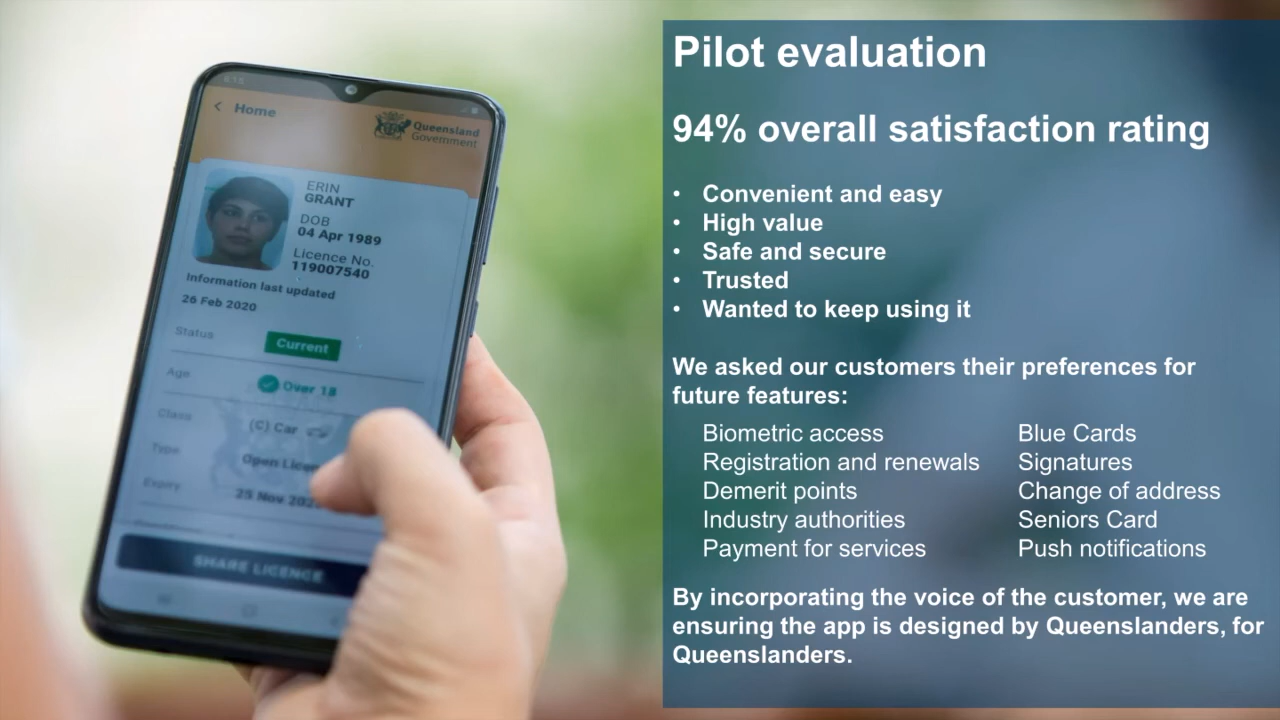 4:15
Home
Queensland
Government
ERIN
GRANT
DOB
04 Apr 1989
Licence No.
119007540
Information last updated
26 Feb 2020
Status
Current
Age
Over 18
Class
(C) Car
Type
Open
Expiry
25 Nov
SHARE LICENCE
Pilot evaluation
94% overall satisfaction rating
• Convenient and easy
• High value
• Safe and secure
• Trusted
• Wanted to keep using it
We asked our customers their preferences for
future features:
Biometric access
Registration and renewals
Demerit points
Industry authorities
Payment for services
Blue Cards
Signatures
Change of address
Seniors Card
Push notifications
By incorporating the voice of the customer, we are
ensuring the app is designed by Queenslanders, for
Queenslanders.